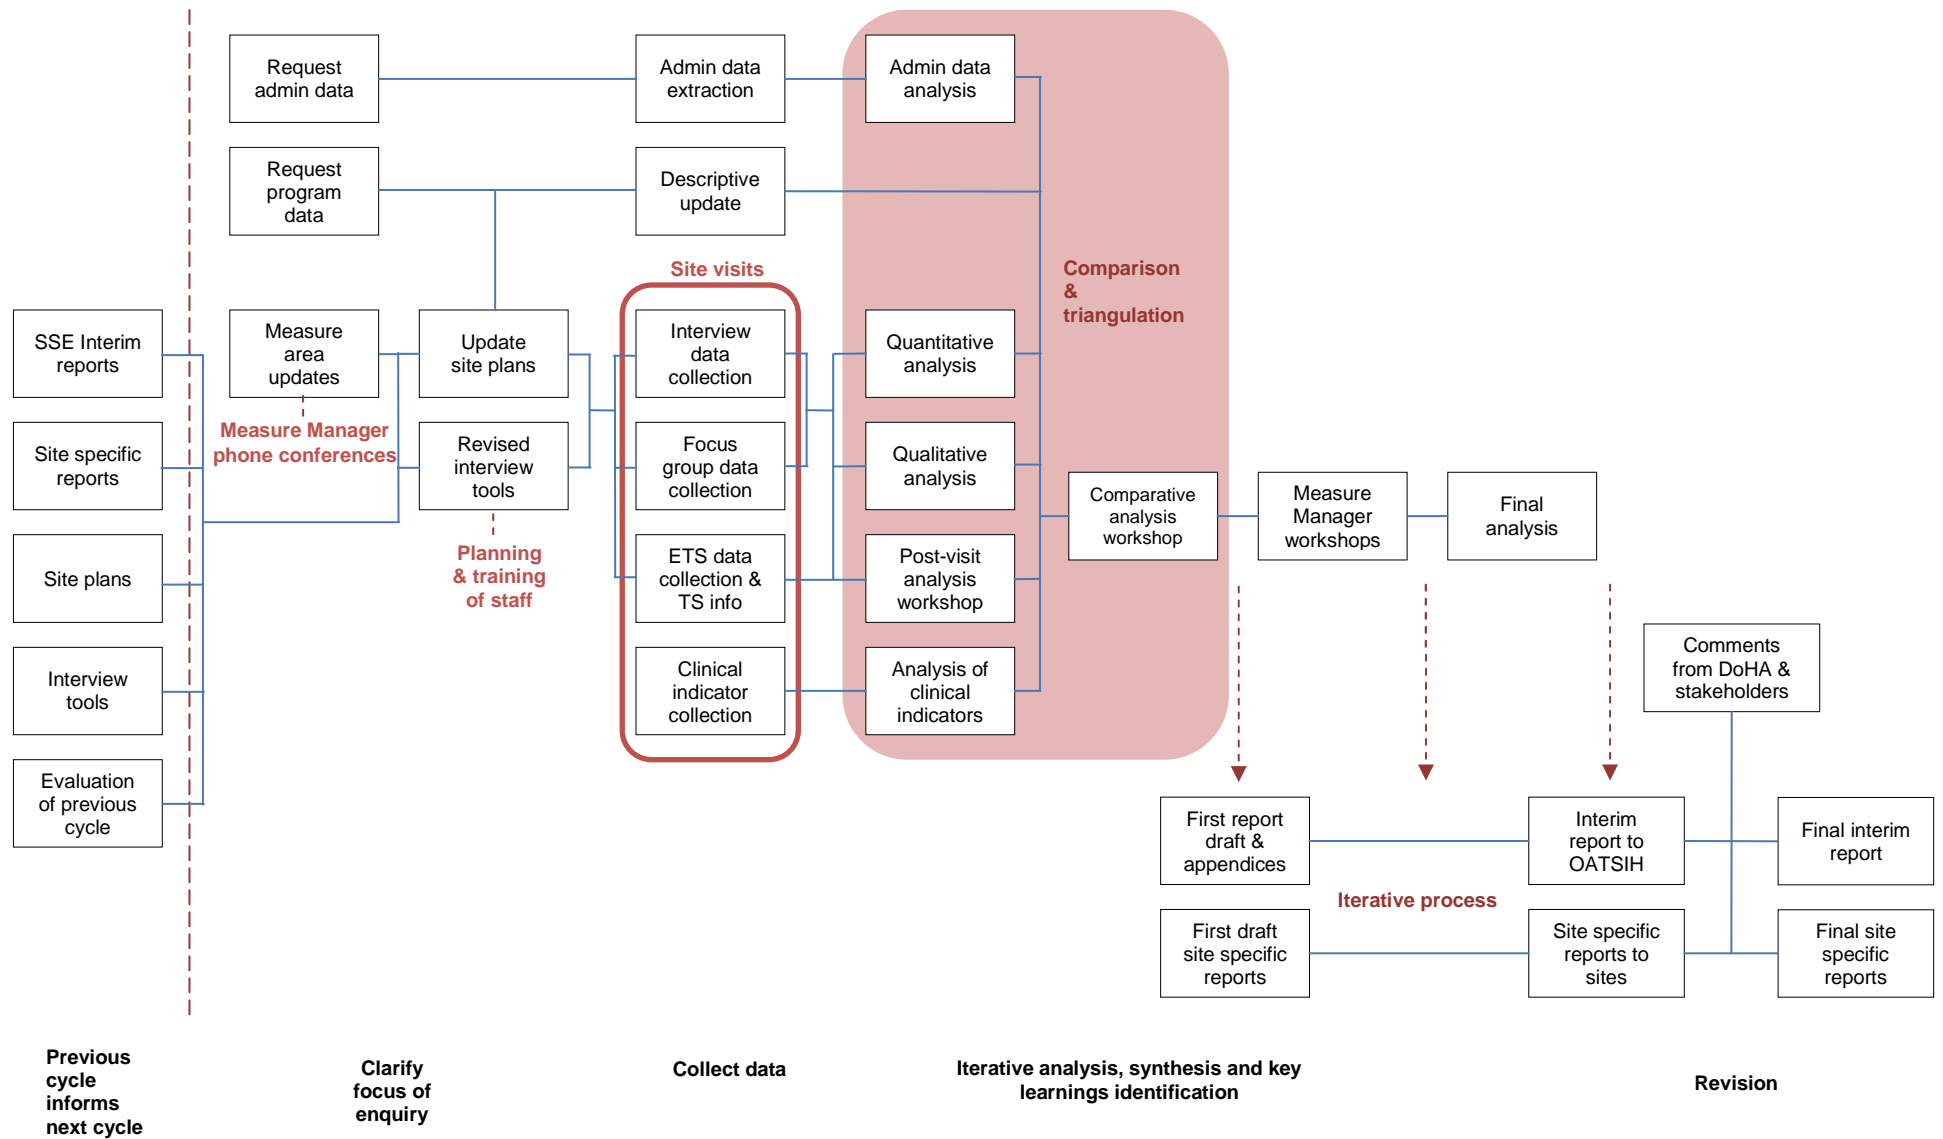 Request
admin data
Admin data
extraction
Admin data
analysis
Request
program
data
Descriptive
update
Site visits
Comparison
&
triangulation
SSE Interim
reports
Measure
area
updates
Update
site plans
Interview
data
collection
Quantitative
analysis
Measure Manager
phone conferences
Site specific
reports
Revised
interview
tools
Focus
group data
collection
Qualitative
analysis
Comparative
analysis
workshop
Measure
Manager
workshops
Final
analysis
Planning
& training
of staff
Site plans
ETS data
collection &
TS info
Post-visit
analysis
workshop
Interview
tools
Clinical
indicator
collection
Analysis of
clinical
indicators
Comments
from DoHA &
stakeholders
Evaluation
of previous
cycle
First report
draft &
appendices
Interim
report to
OATSIH
Final interim
report
Iterative process
First draft
site specific
reports
Site specific
reports to
sites
Final site
specific
reports
Previous
cycle
informs
next cycle
Clarify
focus of
enquiry
Collect data
Iterative analysis, synthesis and key
learnings identification
Revision